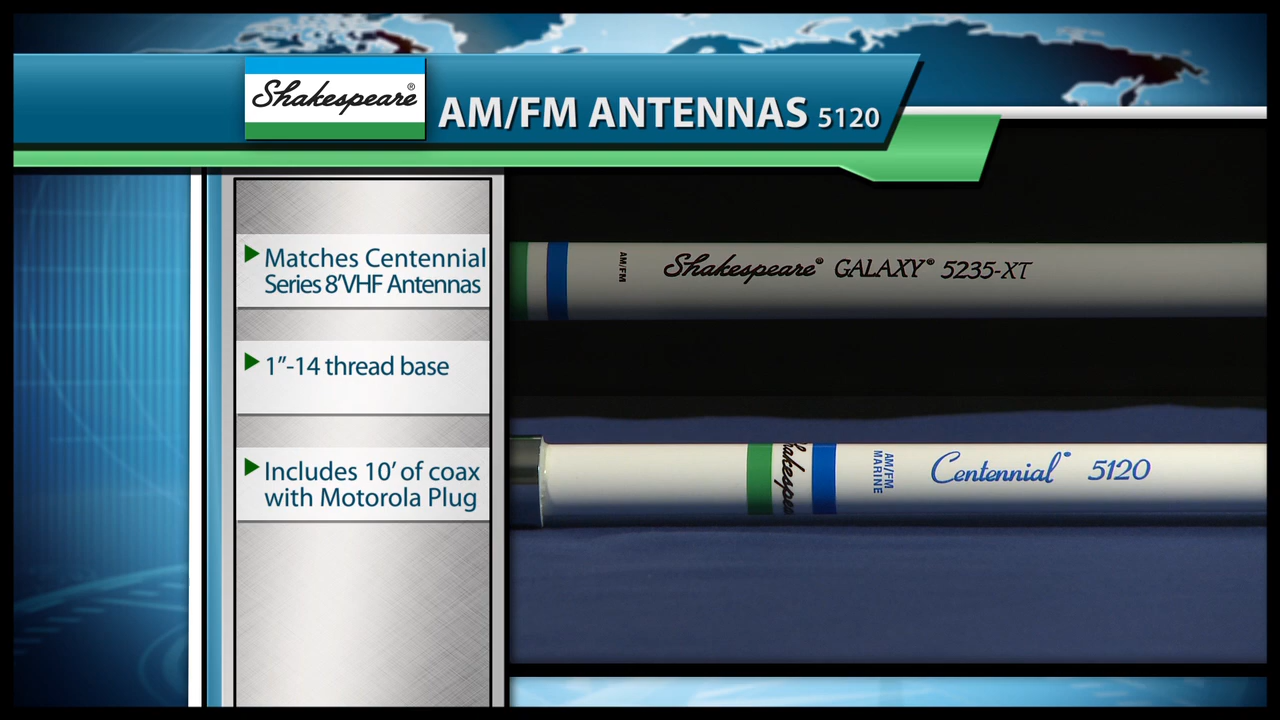 Shakespeare®
AM/FM ANTENNAS 5120
Matches Centennial
Series 8'VHF Antennas
1”-14 thread base
Includes 10’ of coax
with Motorola Plug
AM/FM
Shakespeare® GALAXY® 5235-XT
AM/FM
MARINE
Centennial® 5120